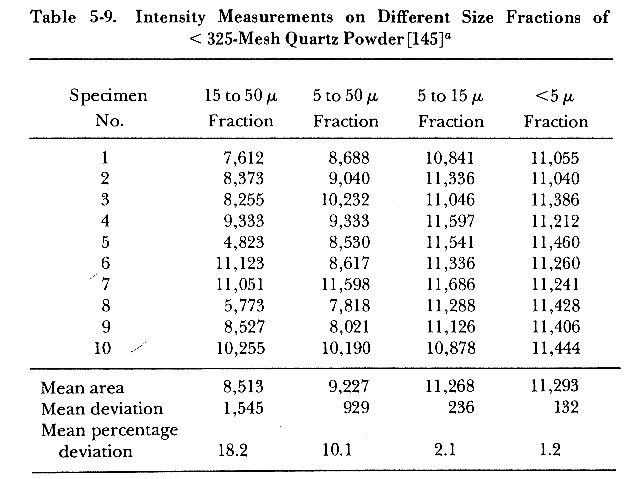 Table 5-9. Intensity Measurements on Different Size Fractions of
< 325-Mesh Quartz Powder [145]ᵃ
Specimen 15 to 50 μ 5 to 50 μ 5 to 15 μ <5 μ
No. Fraction Fraction Fraction Fraction
1 7,612 8,688 10,841 11,055
2 8,373 9,040 11,336 11,040
3 8,255 10,232 11,046 11,386
4 9,333 9,333 11,597 11,212
5 4,823 8,530 11,541 11,460
6 11,123 8,617 11,336 11,260
7 11,051 11,598 11,686 11,241
8 5,773 7,818 11,288 11,428
9 8,527 8,021 11,126 11,406
10 10,255 10,190 10,878 11,444
Mean area 8,513 9,227 11,268 11,293
Mean deviation 1,545 929 236 132
Mean percentage
deviation 18.2 10.1 2.1 1.2